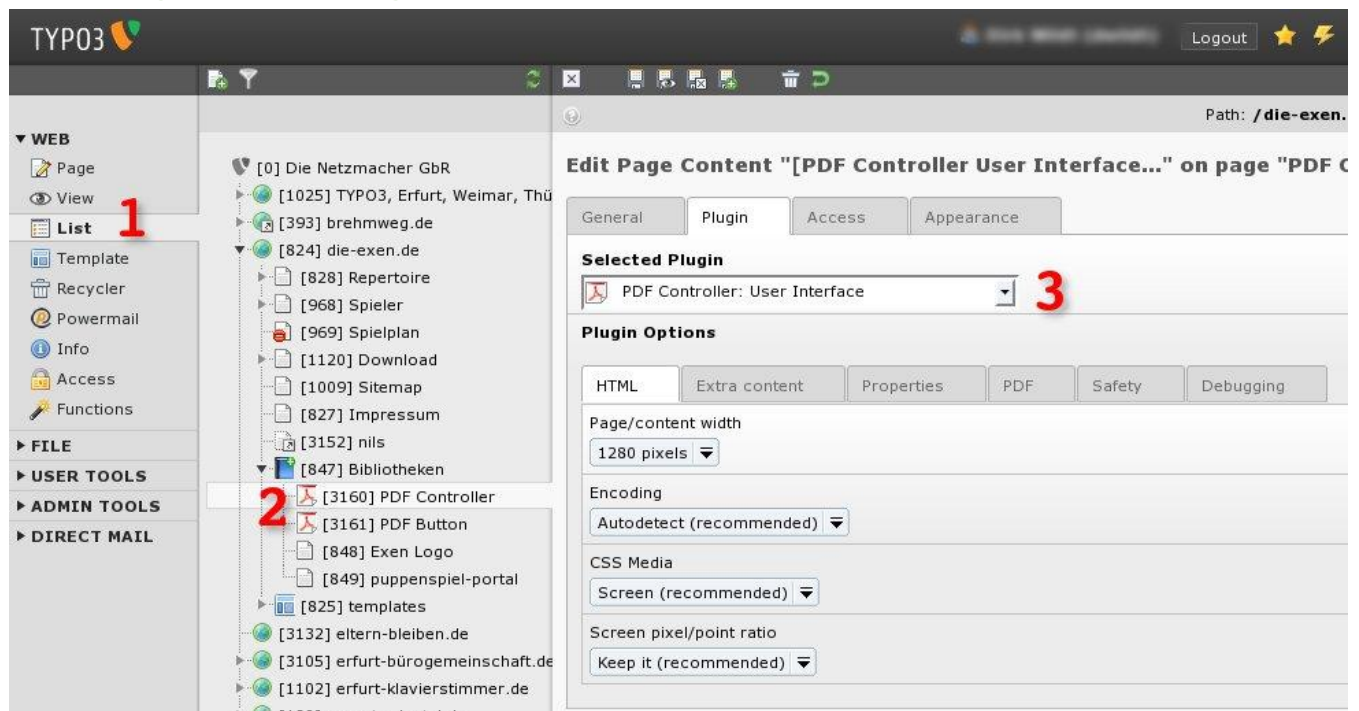 TYPO3
Logout
Path: /die-exen.
WEB
Page
View
List
1
Template
Recycler
Powermail
Info
Access
Functions
FILE
USER TOOLS
ADMIN TOOLS
DIRECT MAIL
[0] Die Netzmacher GbR
[1025] TYPO3, Erfurt, Weimar, Thü
[393] brehmweg.de
[824] die-exen.de
[828] Repertoire
[968] Spieler
[969] Spielplan
[1120] Download
[1009] Sitemap
[827] Impressum
[3152] nils
[847] Bibliotheken
2
[3160] PDF Controller
[3161] PDF Button
[848] Exen Logo
[849] puppenspiel-portal
[825] templates
[3132] eltern-bleiben.de
[3105] erfurt-bürogemeinschaft.de
[1102] erfurt-klavierstimmer.de
Edit Page Content "[PDF Controller User Interface..." on page "PDF C
General Plugin Access Appearance
Selected Plugin
PDF Controller: User Interface
3
Plugin Options
HTML Extra content Properties PDF Safety Debugging
Page/content width
1280 pixels
Encoding
Autodetect (recommended)
CSS Media
Screen (recommended)
Screen pixel/point ratio
Keep it (recommended)